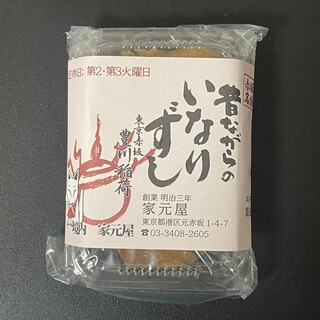 定休日:第2・第3火曜日
昔ながらの
いなり
ずし
東京赤坂
豊川稲荷
境内 家元屋
創業 明治三年
家元屋
東京都港区元赤坂1-4-7
☎03-3408-2605